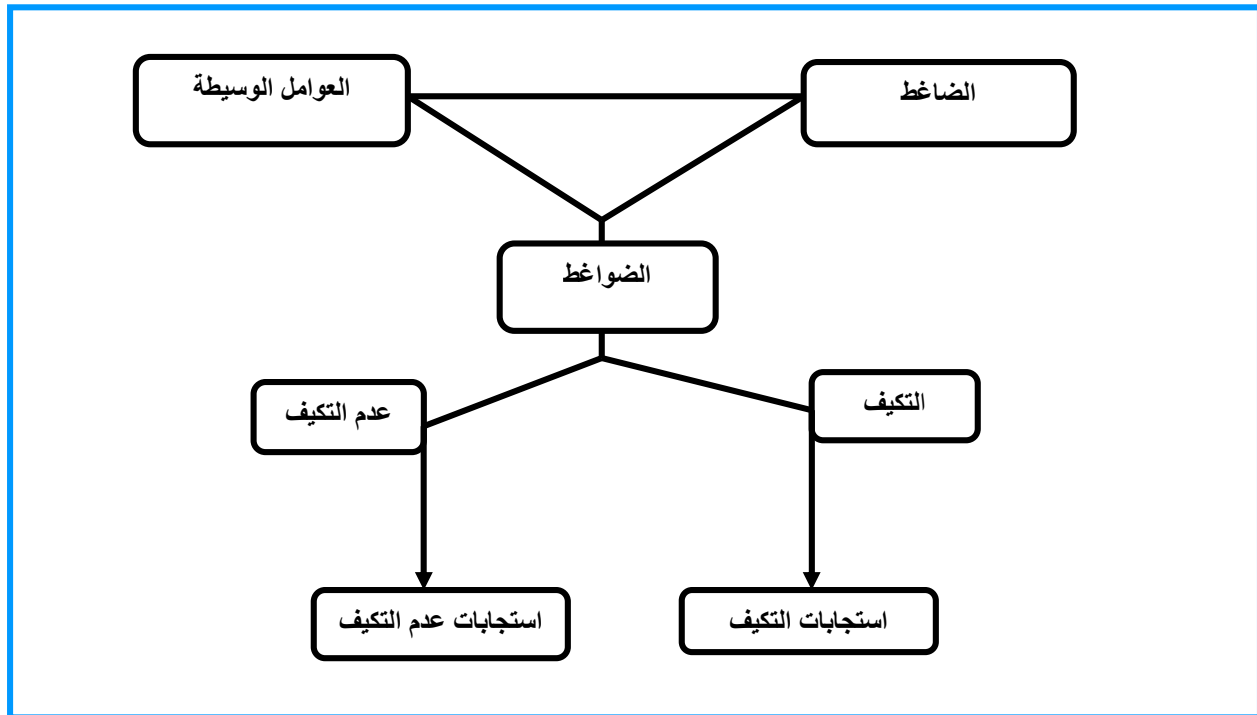 الضاغط
العوامل الوسيطة
الضواغط
التكيف
عدم التكيف
استجابات التكيف
استجابات عدم التكيف